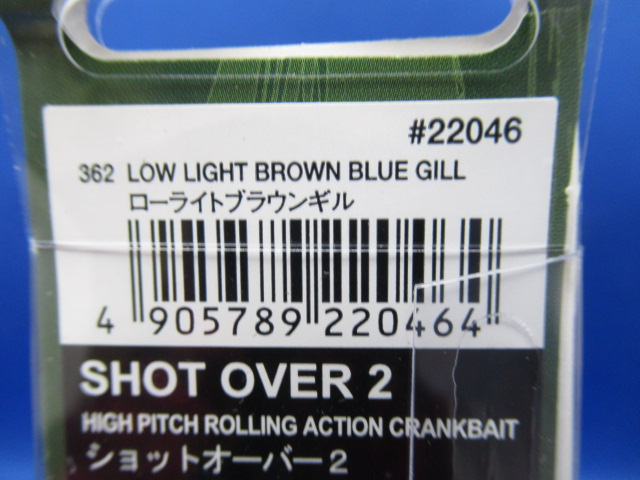 #22046
362 LOW LIGHT BROWN BLUE GILL
ローライトブラウンギル
4 905789 220464
SHOT OVER 2
HIGH PITCH ROLLING ACTION CRANKBAIT
ショットオーバー2